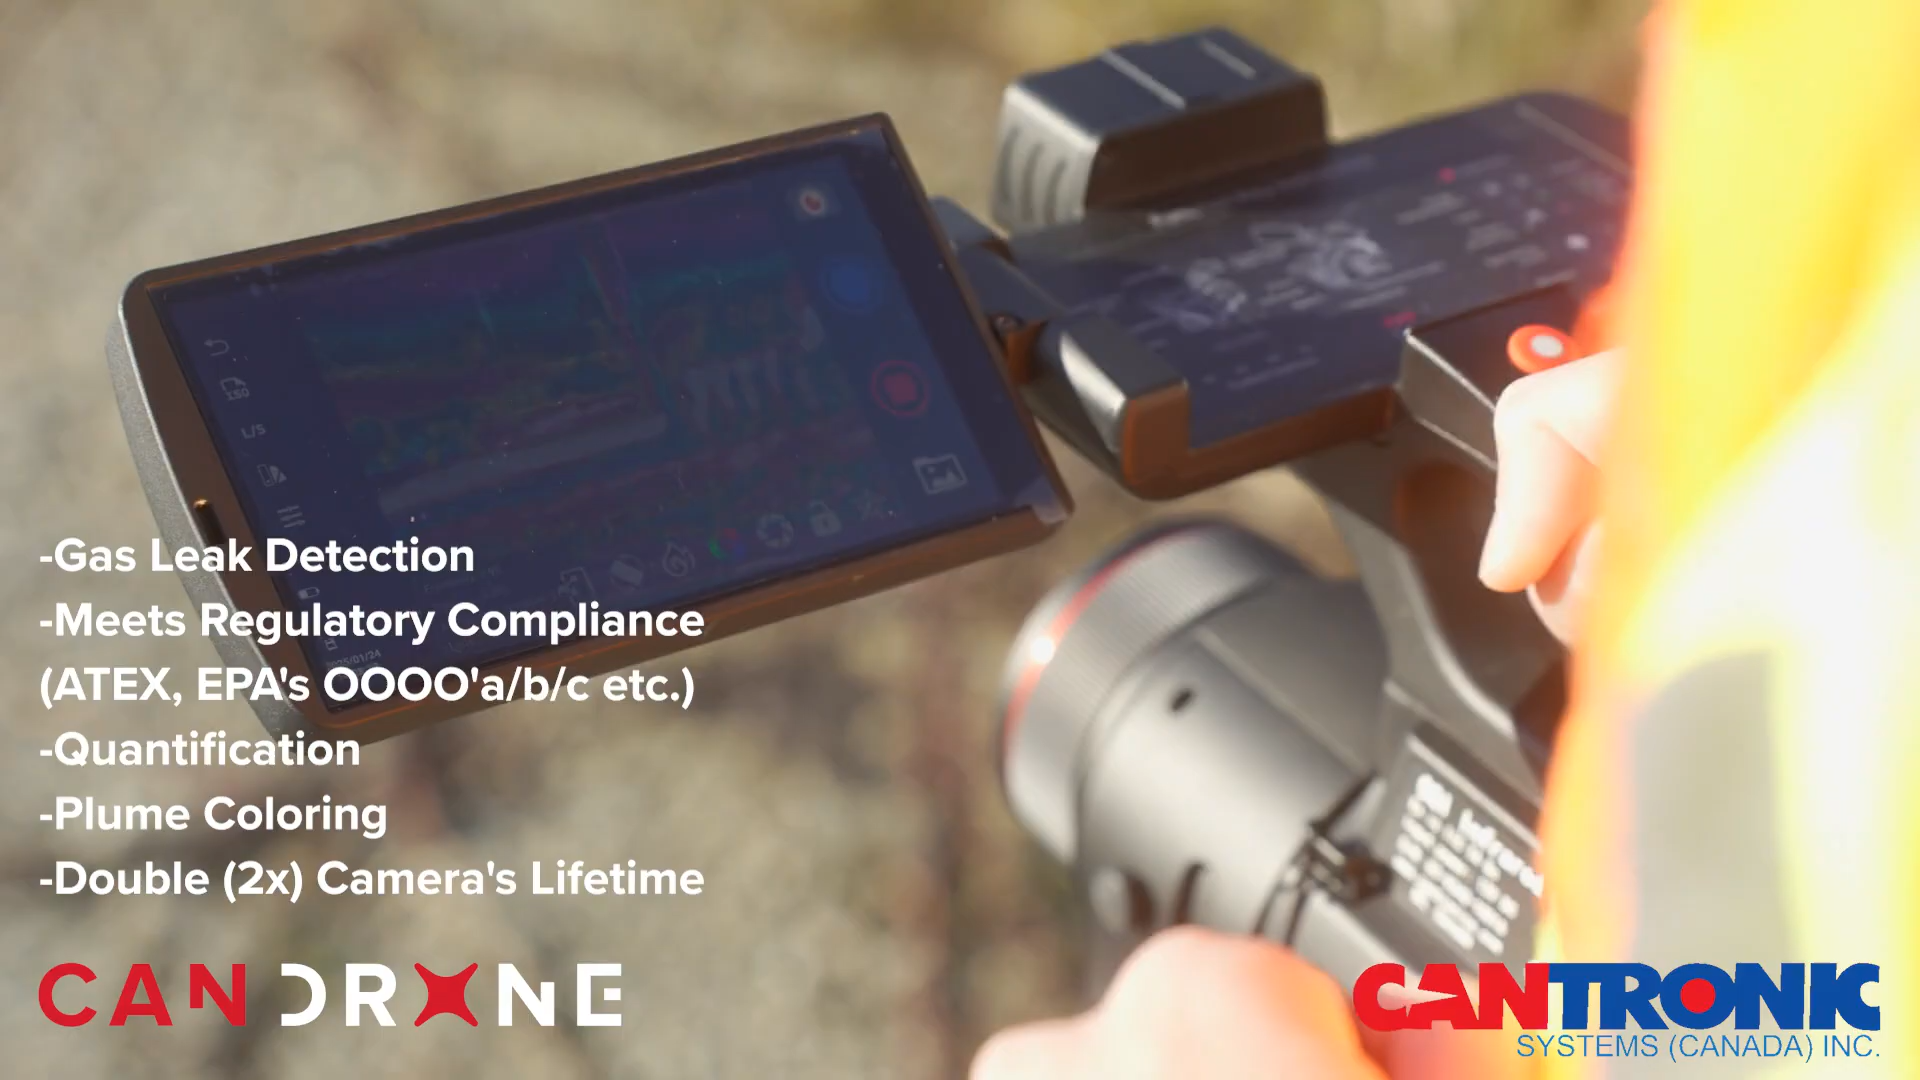 ISO
L/S
-Gas Leak Detection
-Meets Regulatory Compliance
(ATEX, EPA's OOOO'a/b/c etc.)
-Quantification
-Plume Coloring
-Double (2x) Camera's Lifetime
CANDRONE
CANTRONIC
SYSTEMS (CANADA) INC.